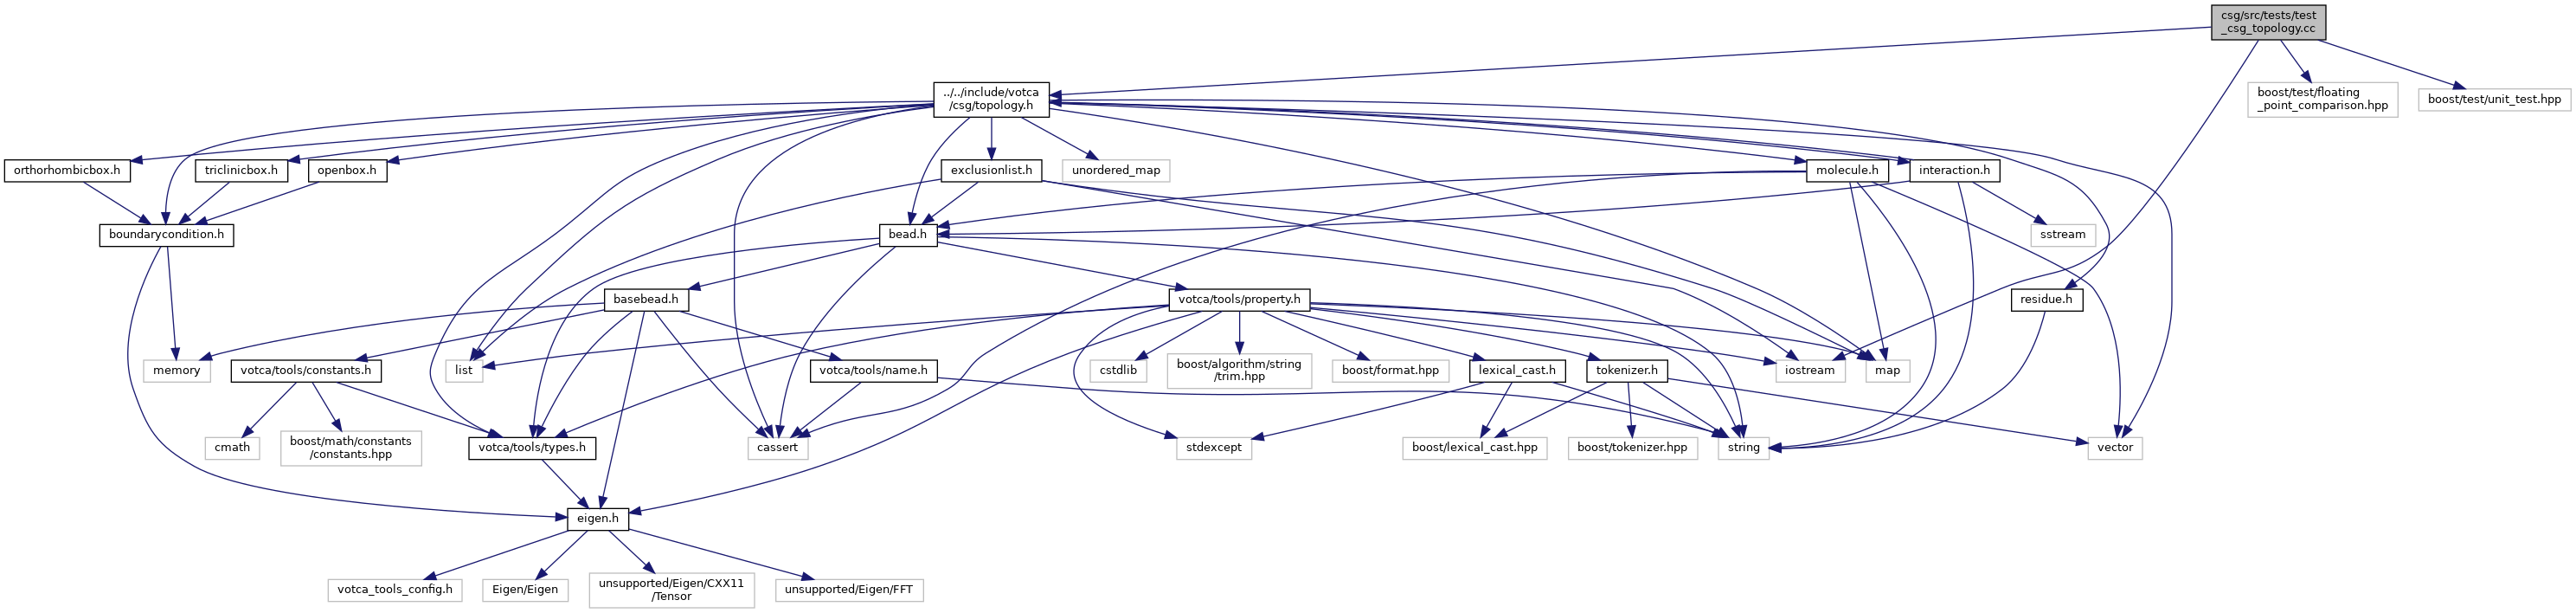 csg/src/tests/test
_csg_topology.cc
../../include/votca
/csg/topology.h
boost/test/floating
_point_comparison.hpp
boost/test/unit_test.hpp
orthorhombicbox.h
triclinicbox.h
openbox.h
exclusionlist.h
unordered_map
molecule.h
interaction.h
boundarycondition.h
bead.h
sstream
basebead.h
votca/tools/property.h
residue.h
memory
votca/tools/constants.h
list
votca/tools/name.h
cstdlib
boost/algorithm/string
/trim.hpp
boost/format.hpp
lexical_cast.h
tokenizer.h
iostream
map
cmath
boost/math/constants
/constants.hpp
votca/tools/types.h
cassert
stdexcept
boost/lexical_cast.hpp
boost/tokenizer.hpp
string
vector
eigen.h
votca_tools_config.h
Eigen/Eigen
unsupported/Eigen/CXX11
/Tensor
unsupported/Eigen/FFT